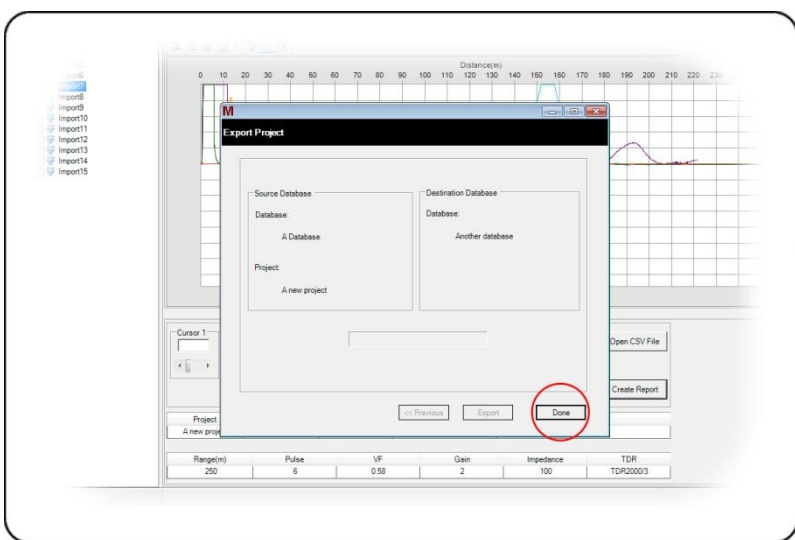 Distance(m)
0 10 20 30 40 50 60 70 80 90 100 110 120 130 140 150 160 170 180 190 200 210 220 230
Import7
Import8
Import9
Import10
Import11
Import12
Import13
Import14
Import15
M
Export Project
Source Database
Database:
A Database
Project:
A new project
Destination Database
Database:
Another database
<< Previous
Export
Done
Cursor 1
Open CSV File
Create Report
Project
A new proje
Range(m) Pulse VF Gain Impedance TDR
250 6 0.58 2 100 TDR2000/3